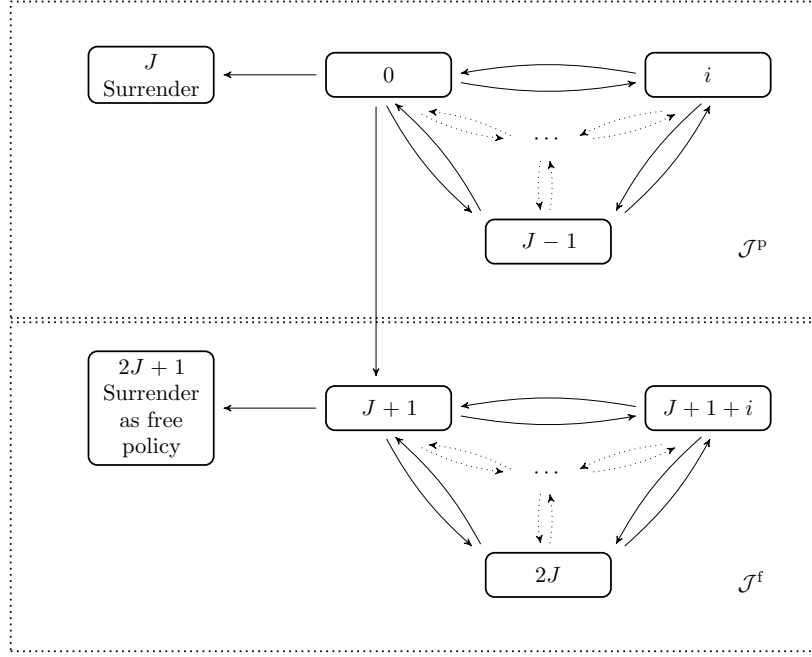 J
Surrender
0
i
...
J − 1
𝒥ᵖ
2J + 1
Surrender
as free
policy
J + 1
J + 1 + i
...
2J
𝒥ᶠ